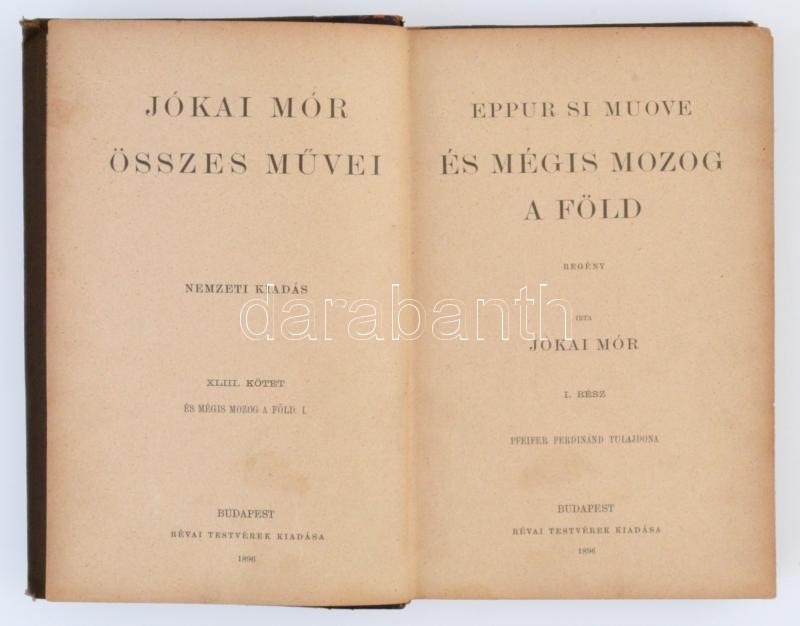 JÓKAI MÓR
ÖSSZES MŰVEI
NEMZETI KIADÁS
XLIII. KÖTET
ÉS MÉGIS MOZOG A FÖLD. I.
BUDAPEST
RÉVAI TESTVÉREK KIADÁSA
1896
EPPUR SI MUOVE
ÉS MÉGIS MOZOG
A FÖLD
REGÉNY
IRTA
JÓKAI MÓR
I. RÉSZ
PFEIFER FERDINÁND TULAJDONA
BUDAPEST
RÉVAI TESTVÉREK KIADÁSA
1896
darabanth